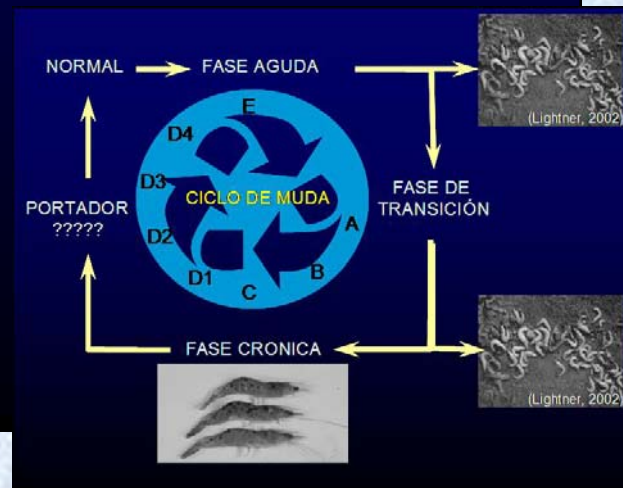 NORMAL
FASE AGUDA
(Lightner, 2002)
E
D4
D3
CICLO DE MUDA
A
D2
B
D1
C
PORTADOR
?????
FASE DE
TRANSICIÓN
FASE CRONICA
(Lightner, 2002)